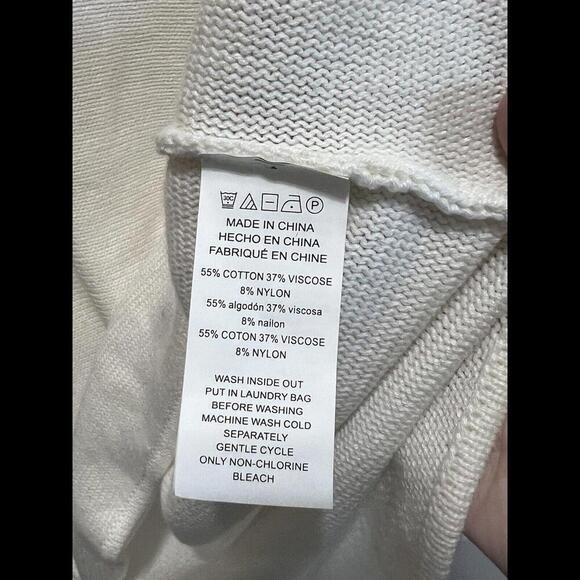 30C P
MADE IN CHINA
HECHO EN CHINA
FABRIQUÉ EN CHINE
55% COTTON 37% VISCOSE
8% NYLON
55% algodón 37% viscosa
8% nailon
55% COTON 37% VISCOSE
8% NYLON
WASH INSIDE OUT
PUT IN LAUNDRY BAG
BEFORE WASHING
MACHINE WASH COLD
SEPARATELY
GENTLE CYCLE
ONLY NON-CHLORINE
BLEACH